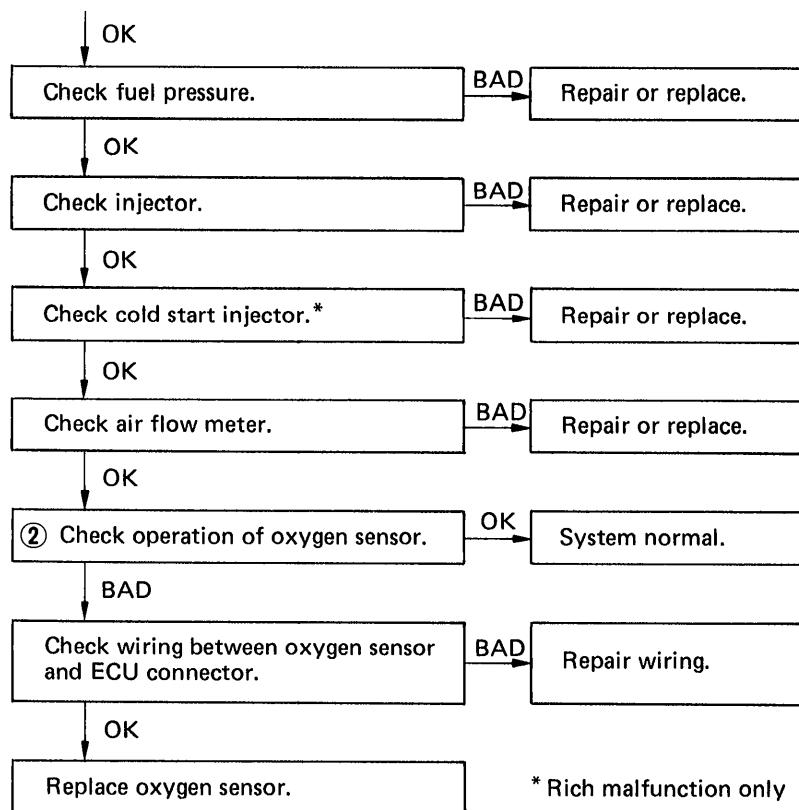 OK
Check fuel pressure.
BAD
Repair or replace.
OK
Check injector.
BAD
Repair or replace.
OK
Check cold start injector.*
BAD
Repair or replace.
OK
Check air flow meter.
BAD
Repair or replace.
OK
② Check operation of oxygen sensor.
OK
System normal.
BAD
Check wiring between oxygen sensor
and ECU connector.
BAD
Repair wiring.
OK
Replace oxygen sensor.
* Rich malfunction only